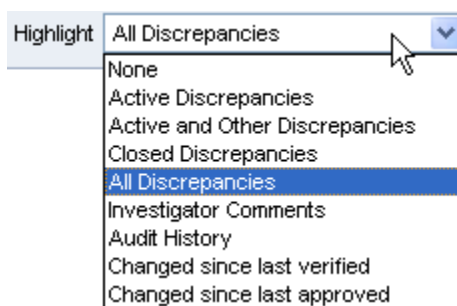 Highlight All Discrepancies
None
Active Discrepancies
Active and Other Discrepancies
Closed Discrepancies
All Discrepancies
Investigator Comments
Audit History
Changed since last verified
Changed since last approved